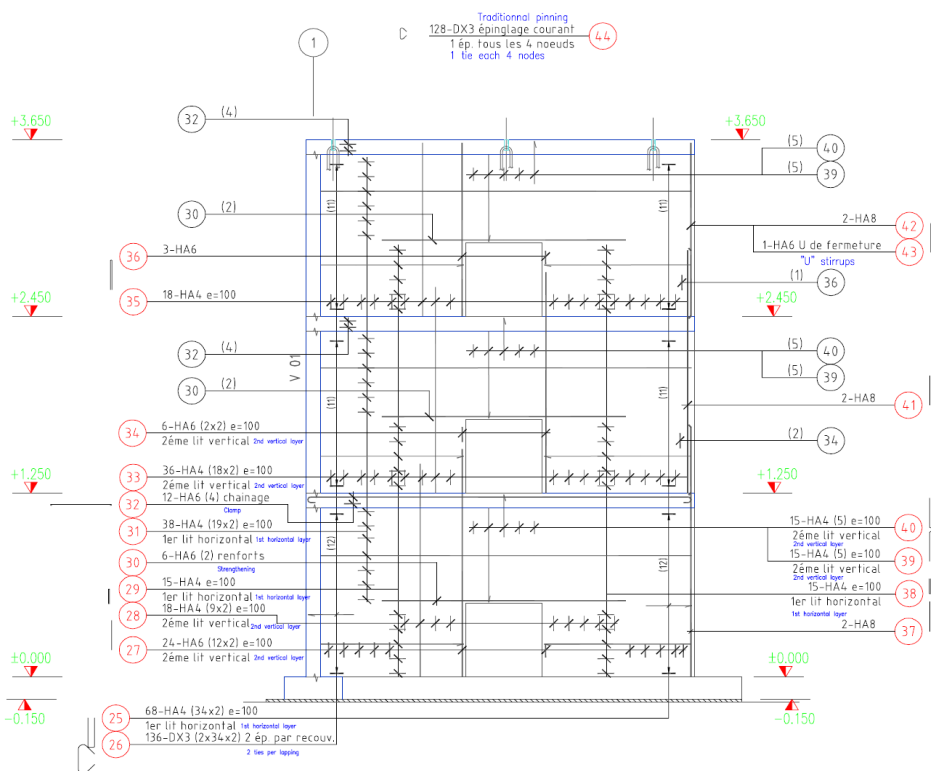 Traditionnal pinning
128-DX3 épinglage courant
44
1 ép. tous les 4 noeuds
1 tie each 4 nodes
1
+3.650
32
(4)
+3.650
(5)
40
(5)
39
30
(2)
(11)
(11)
2-HA8
42
36
3-HA6
1-HA6 U de fermeture
43
"U" stirrups
(1)
36
35
18-HA4 e=100
+2.450
+2.450
32
(4)
(5)
40
V 01
(5)
39
30
(2)
(11)
(11)
2-HA8
41
34
6-HA6 (2x2) e=100
2éme lit vertical 2nd vertical layer
(2)
34
33
36-HA4 (18x2) e=100
2éme lit vertical 2nd vertical layer
+1.250
+1.250
32
12-HA6 (4) chainage
Clamp
31
38-HA4 (19x2) e=100
1er lit horizontal 1st horizontal layer
15-HA4 (5) e=100
40
2éme lit vertical
2nd vertical layer
15-HA4 (5) e=100
39
2éme lit vertical
2nd vertical layer
30
6-HA6 (2) renforts
Strengthening
(12)
(12)
29
15-HA4 e=100
1er lit horizontal 1st horizontal layer
15-HA4 e=100
38
1er lit horizontal
1st horizontal layer
28
18-HA4 (9x2) e=100
2éme lit vertical 2nd vertical layer
2-HA8
37
27
24-HA6 (12x2) e=100
2éme lit vertical 2nd vertical layer
±0.000
±0.000
-0.150
-0.150
25
68-HA4 (34x2) e=100
1er lit horizontal 1st horizontal layer
26
136-DX3 (2x34x2) 2 ép. par recouv.
2 ties per lapping